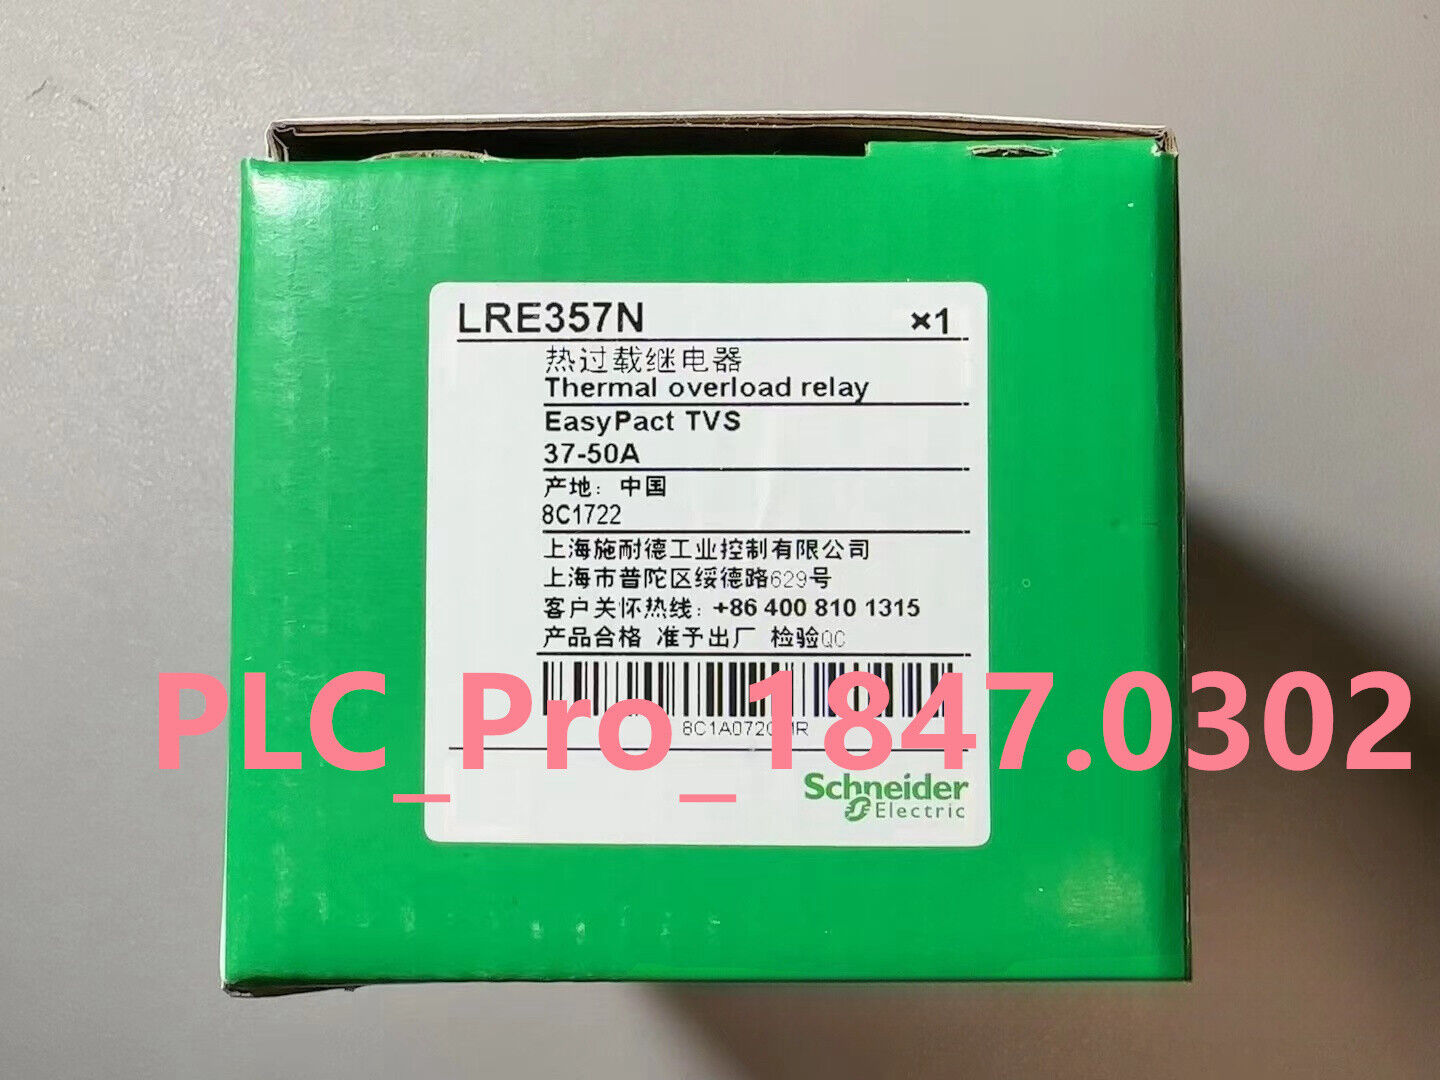 LRE357N ×1
热过载继电器
Thermal overload relay
EasyPact TVS
37-50A
产地：中国
8C1722
上海施耐德工业控制有限公司
上海市普陀区绥德路629号
客户关怀热线：+86 400 810 1315
产品合格 准予出厂 检验QC
PLC_Pro_1847.0302
Schneider
Electric